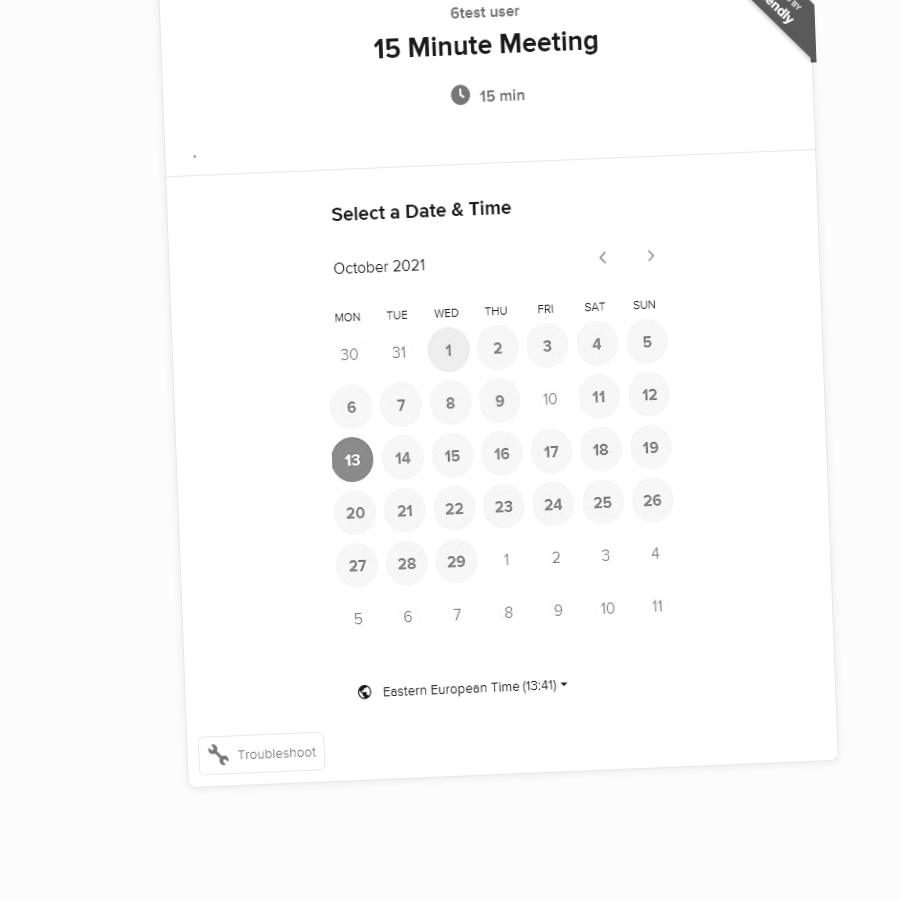 6test user
15 Minute Meeting
15 min
Select a Date & Time
October 2021
MON TUE WED THU FRI SAT SUN
30 31 1 2 3 4 5
6 7 8 9 10 11 12
13 14 15 16 17 18 19
20 21 22 23 24 25 26
27 28 29 1 2 3 4
5 6 7 8 9 10 11
Eastern European Time (13:41)
Troubleshoot